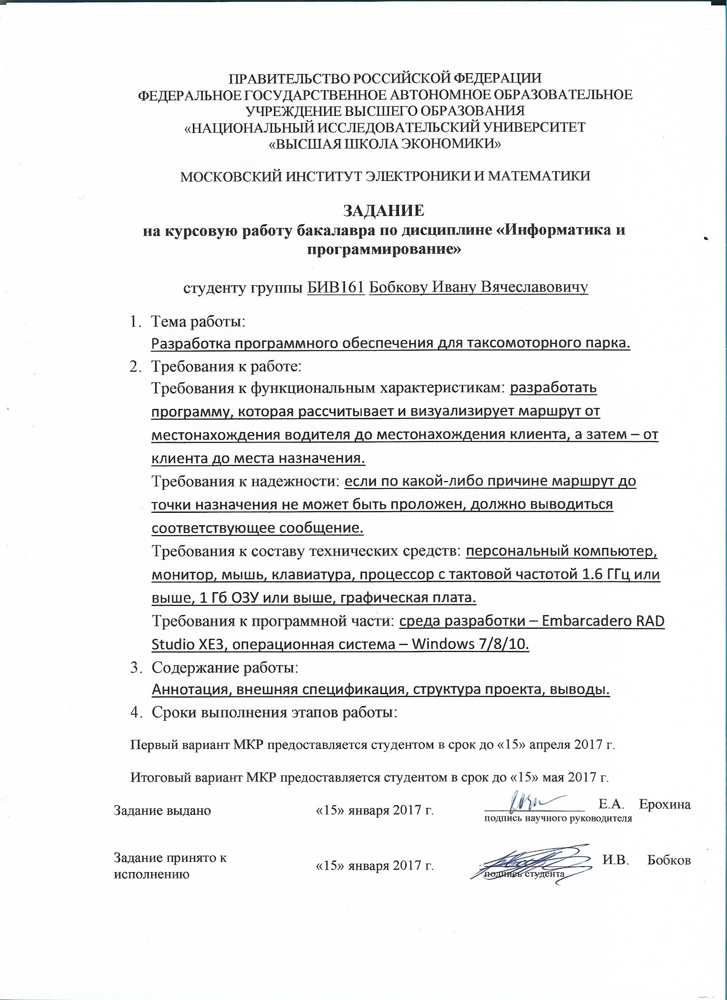 ПРАВИТЕЛЬСТВО РОССИЙСКОЙ ФЕДЕРАЦИИ
ФЕДЕРАЛЬНОЕ ГОСУДАРСТВЕННОЕ АВТОНОМНОЕ ОБРАЗОВАТЕЛЬНОЕ
УЧРЕЖДЕНИЕ ВЫСШЕГО ОБРАЗОВАНИЯ
«НАЦИОНАЛЬНЫЙ ИССЛЕДОВАТЕЛЬСКИЙ УНИВЕРСИТЕТ
«ВЫСШАЯ ШКОЛА ЭКОНОМИКИ»
МОСКОВСКИЙ ИНСТИТУТ ЭЛЕКТРОНИКИ И МАТЕМАТИКИ
ЗАДАНИЕ
на курсовую работу бакалавра по дисциплине «Информатика и
программирование»
студенту группы БИВ161 Бобкову Ивану Вячеславовичу
1. Тема работы:
Разработка программного обеспечения для таксомоторного парка.
2. Требования к работе:
Требования к функциональным характеристикам: разработать
программу, которая рассчитывает и визуализирует маршрут от
местонахождения водителя до местонахождения клиента, а затем – от
клиента до места назначения.
Требования к надежности: если по какой-либо причине маршрут до
точки назначения не может быть проложен, должно выводиться
соответствующее сообщение.
Требования к составу технических средств: персональный компьютер,
монитор, мышь, клавиатура, процессор с тактовой частотой 1.6 ГГц или
выше, 1 Гб ОЗУ или выше, графическая плата.
Требования к программной части: среда разработки – Embarcadero RAD
Studio XE3, операционная система – Windows 7/8/10.
3. Содержание работы:
Аннотация, внешняя спецификация, структура проекта, выводы.
4. Сроки выполнения этапов работы:
Первый вариант МКР предоставляется студентом в срок до «15» апреля 2017 г.
Итоговый вариант МКР предоставляется студентом в срок до «15» мая 2017 г.
Задание выдано «15» января 2017 г. Е.А. Ерохина
подпись научного руководителя
Задание принято к
исполнению «15» января 2017 г. И.В. Бобков
подпись студента